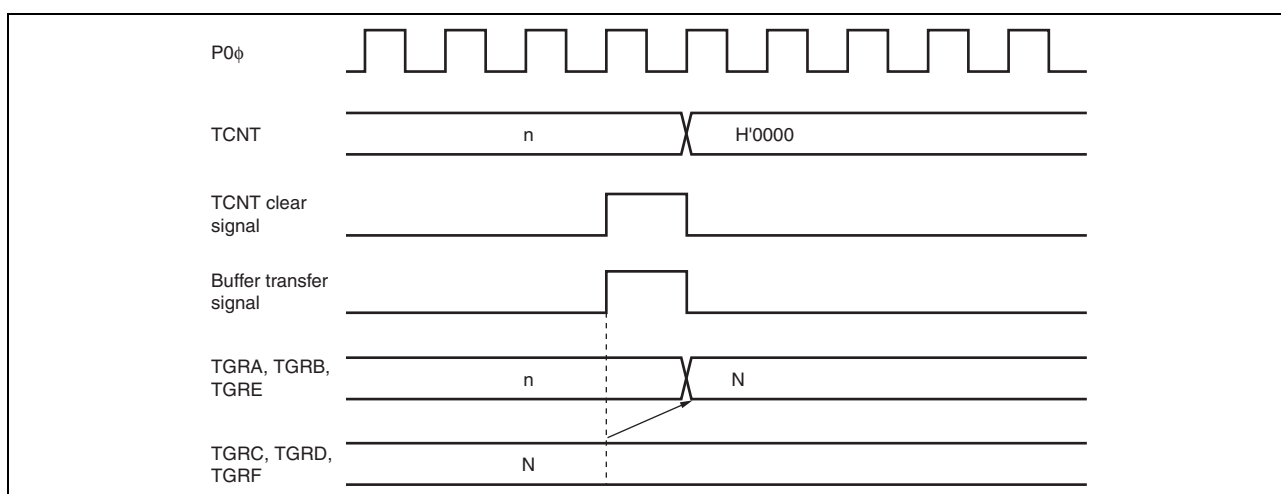 P0ϕ
TCNT
n
H'0000
TCNT clear
signal
Buffer transfer
signal
TGRA, TGRB,
TGRE
n
N
TGRC, TGRD,
TGRF
N